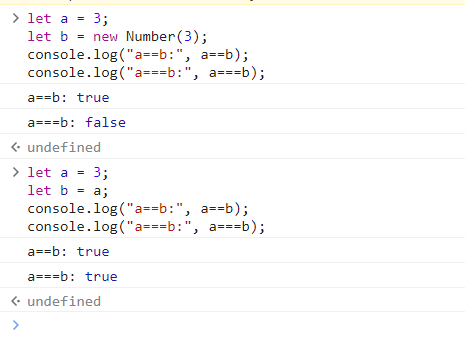 > let a = 3;
let b = new Number(3);
console.log("a==b:", a==b);
console.log("a===b:", a===b);
a==b: true
a===b: false
undefined
> let a = 3;
let b = a;
console.log("a==b:", a==b);
console.log("a===b:", a===b);
a==b: true
a===b: true
undefined
>